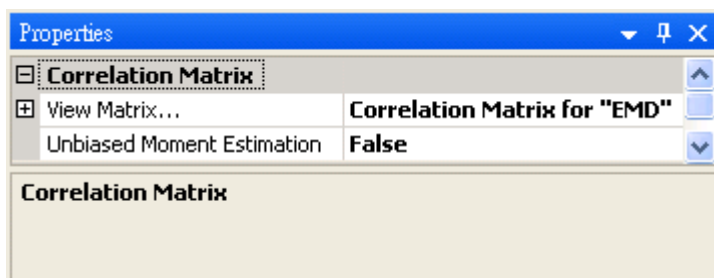 Properties
Correlation Matrix
View Matrix... Correlation Matrix for "EMD"
Unbiased Moment Estimation False
Correlation Matrix